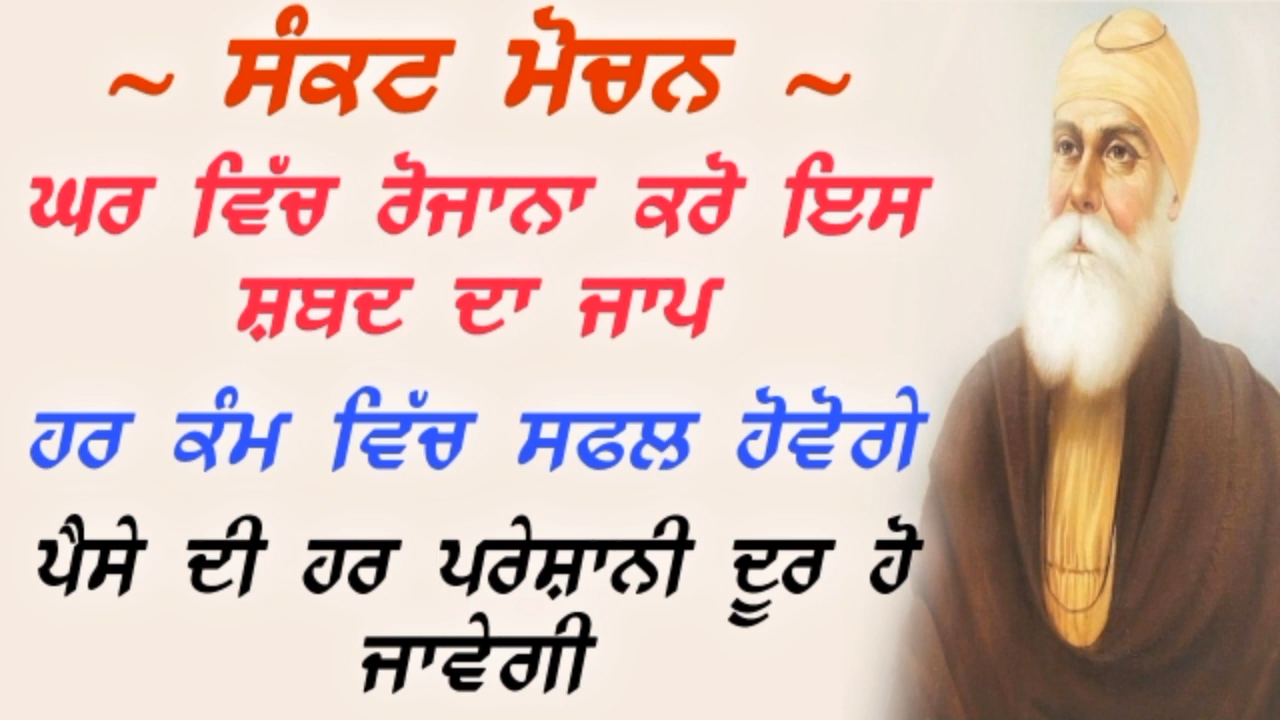 ~ ਸੰਕਟ ਮੋਚਨ ~
ਘਰ ਵਿੱਚ ਰੋਜਾਨਾ ਕਰੋ ਇਸ
ਸ਼ਬਦ ਦਾ ਜਾਪ
ਹਰ ਕੰਮ ਵਿੱਚ ਸਫਲ ਹੋਵੋਗੇ
ਪੈਸੇ ਦੀ ਹਰ ਪਰੇਸ਼ਾਨੀ ਦੂਰ ਹੋ
ਜਾਵੇਗੀ